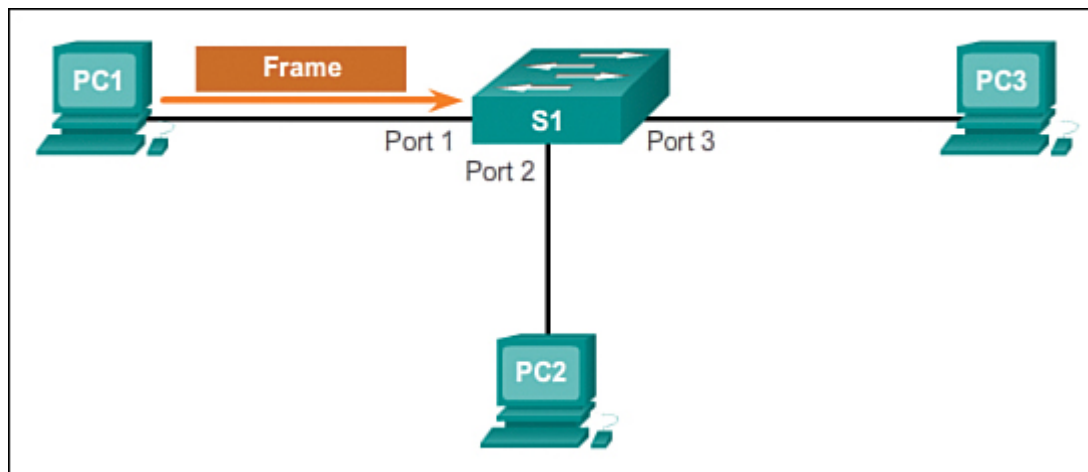 PC1
Frame
S1
PC3
Port 1
Port 2
Port 3
PC2